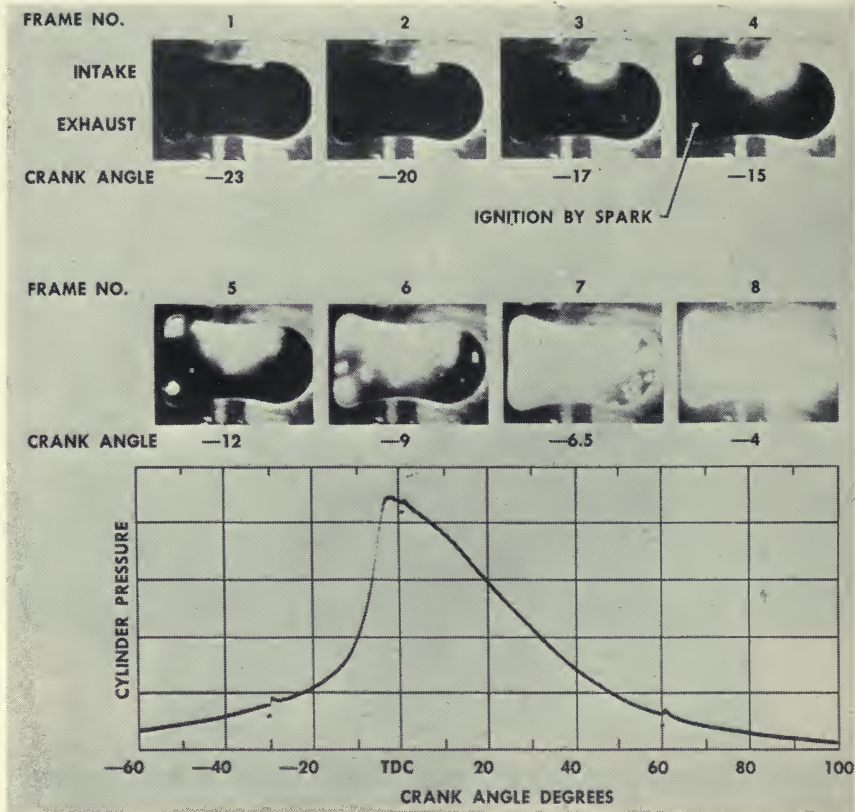 FRAME NO. 1 2 3 4
INTAKE
EXHAUST
CRANK ANGLE —23 —20 —17 —15
IGNITION BY SPARK
FRAME NO. 5 6 7 8
CRANK ANGLE —12 —9 —6.5 —4
CYLINDER PRESSURE
—60 —40 —20 TDC 20 40 60 80 100
CRANK ANGLE DEGREES